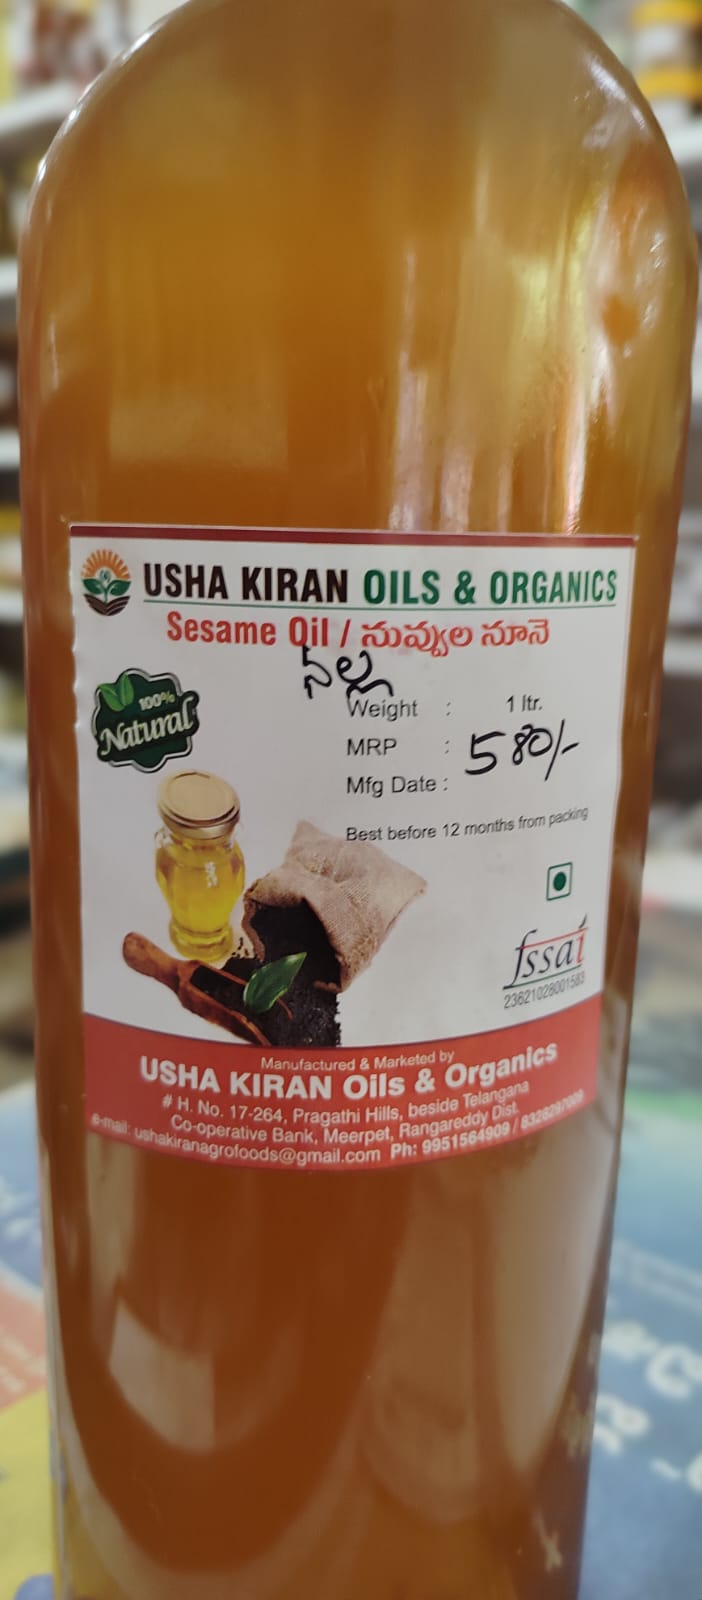 USHA KIRAN OILS & ORGANICS
Sesame Oil / నువ్వుల నూనె
నల్ల
100%
Natural
Weight : 1 ltr.
MRP : 580/-
Mfg Date :
Best before 12 months from packing
fssai
23621028001583
Manufactured & Marketed by
USHA KIRAN Oils & Organics
# H. No. 17-264, Pragathi Hills, beside Telangana
Co-operative Bank, Meerpet, Rangareddy Dist.
e-mail: ushakiranagrofoods@gmail.com Ph: 9951564909 /